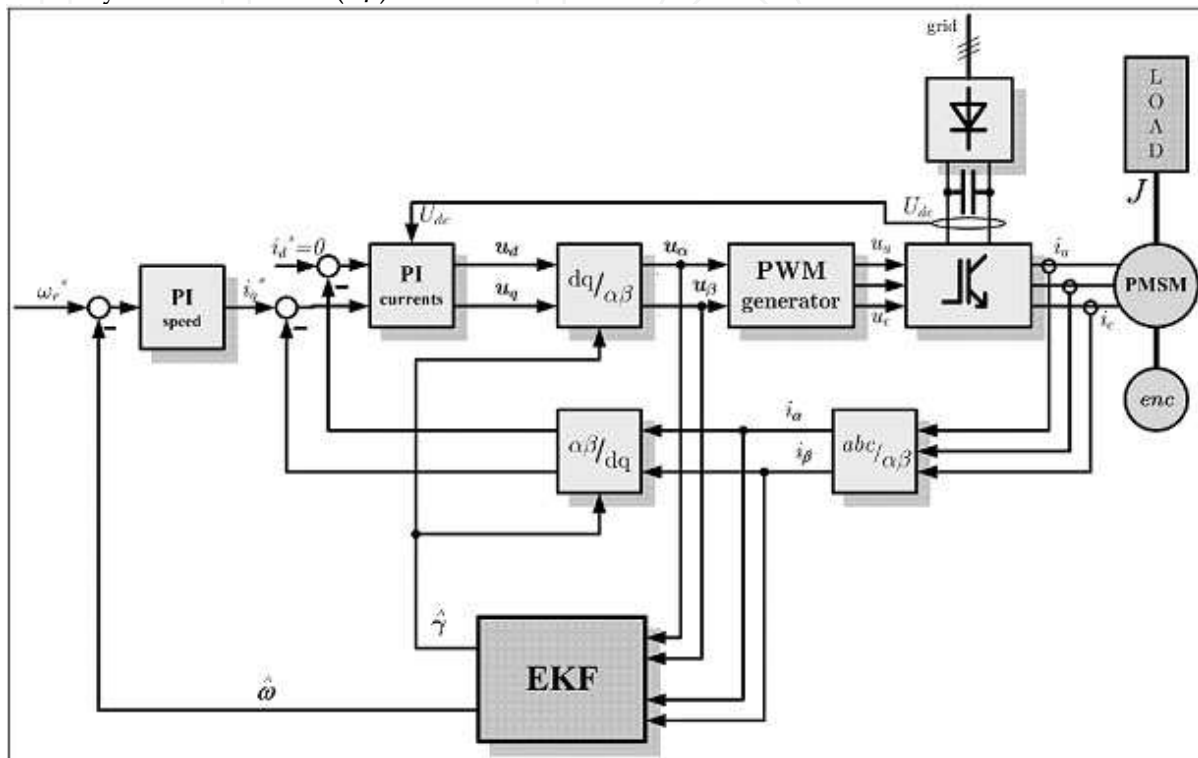 grid
L
O
A
D
J
U_dc
U_dc
i_d*=0
PI
currents
u_d
u_q
dq/αβ
u_α
u_β
PWM
generator
u_a
u_c
i_a
i_c
PMSM
ω_e*
PI
speed
i_q*
enc
αβ/dq
i_α
i_β
abc/αβ
γ̂
EKF
ω̂